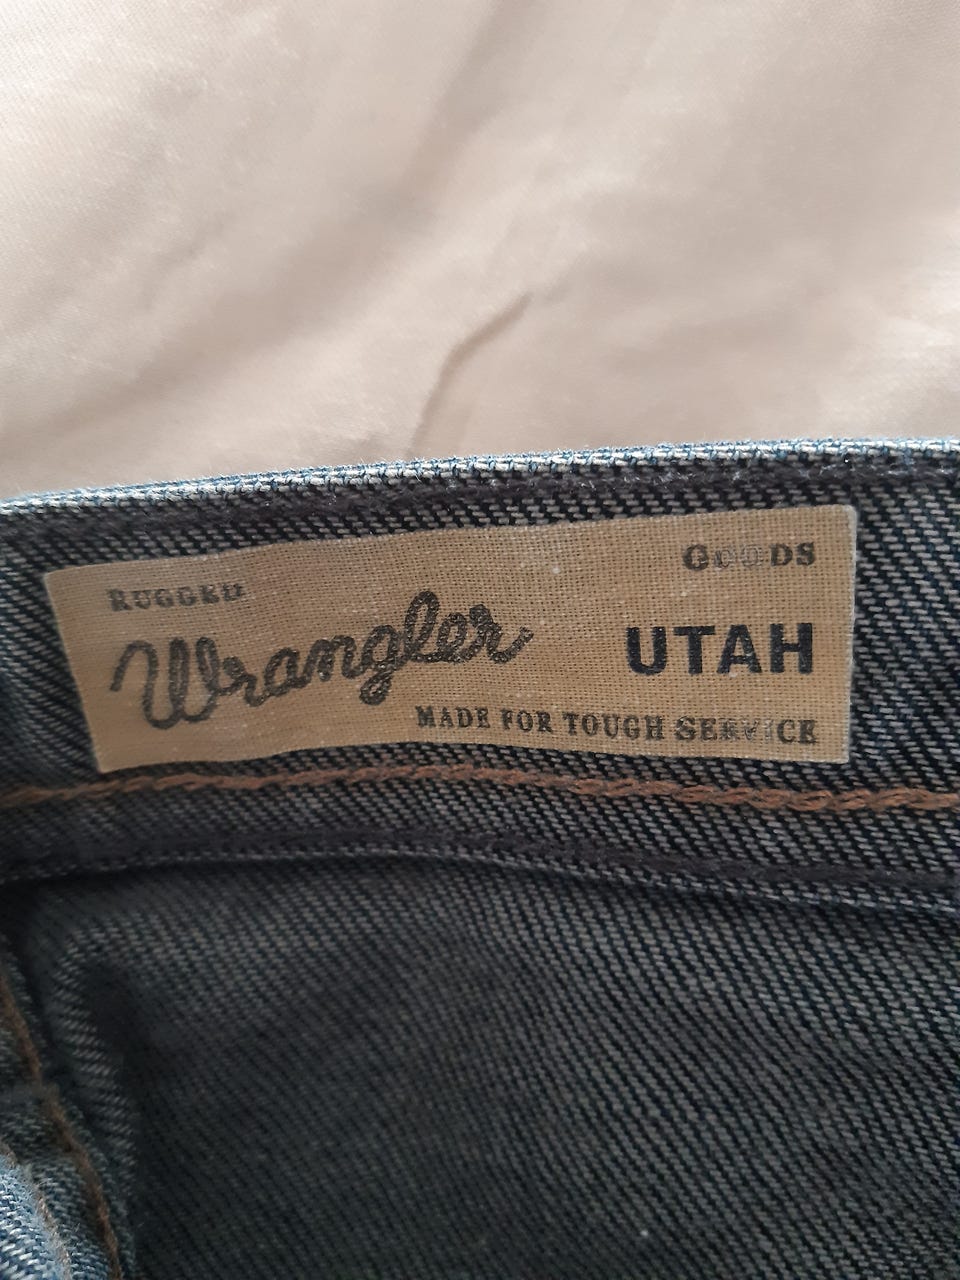 RUGGED GOODS
Wrangler UTAH
MADE FOR TOUGH SERVICE